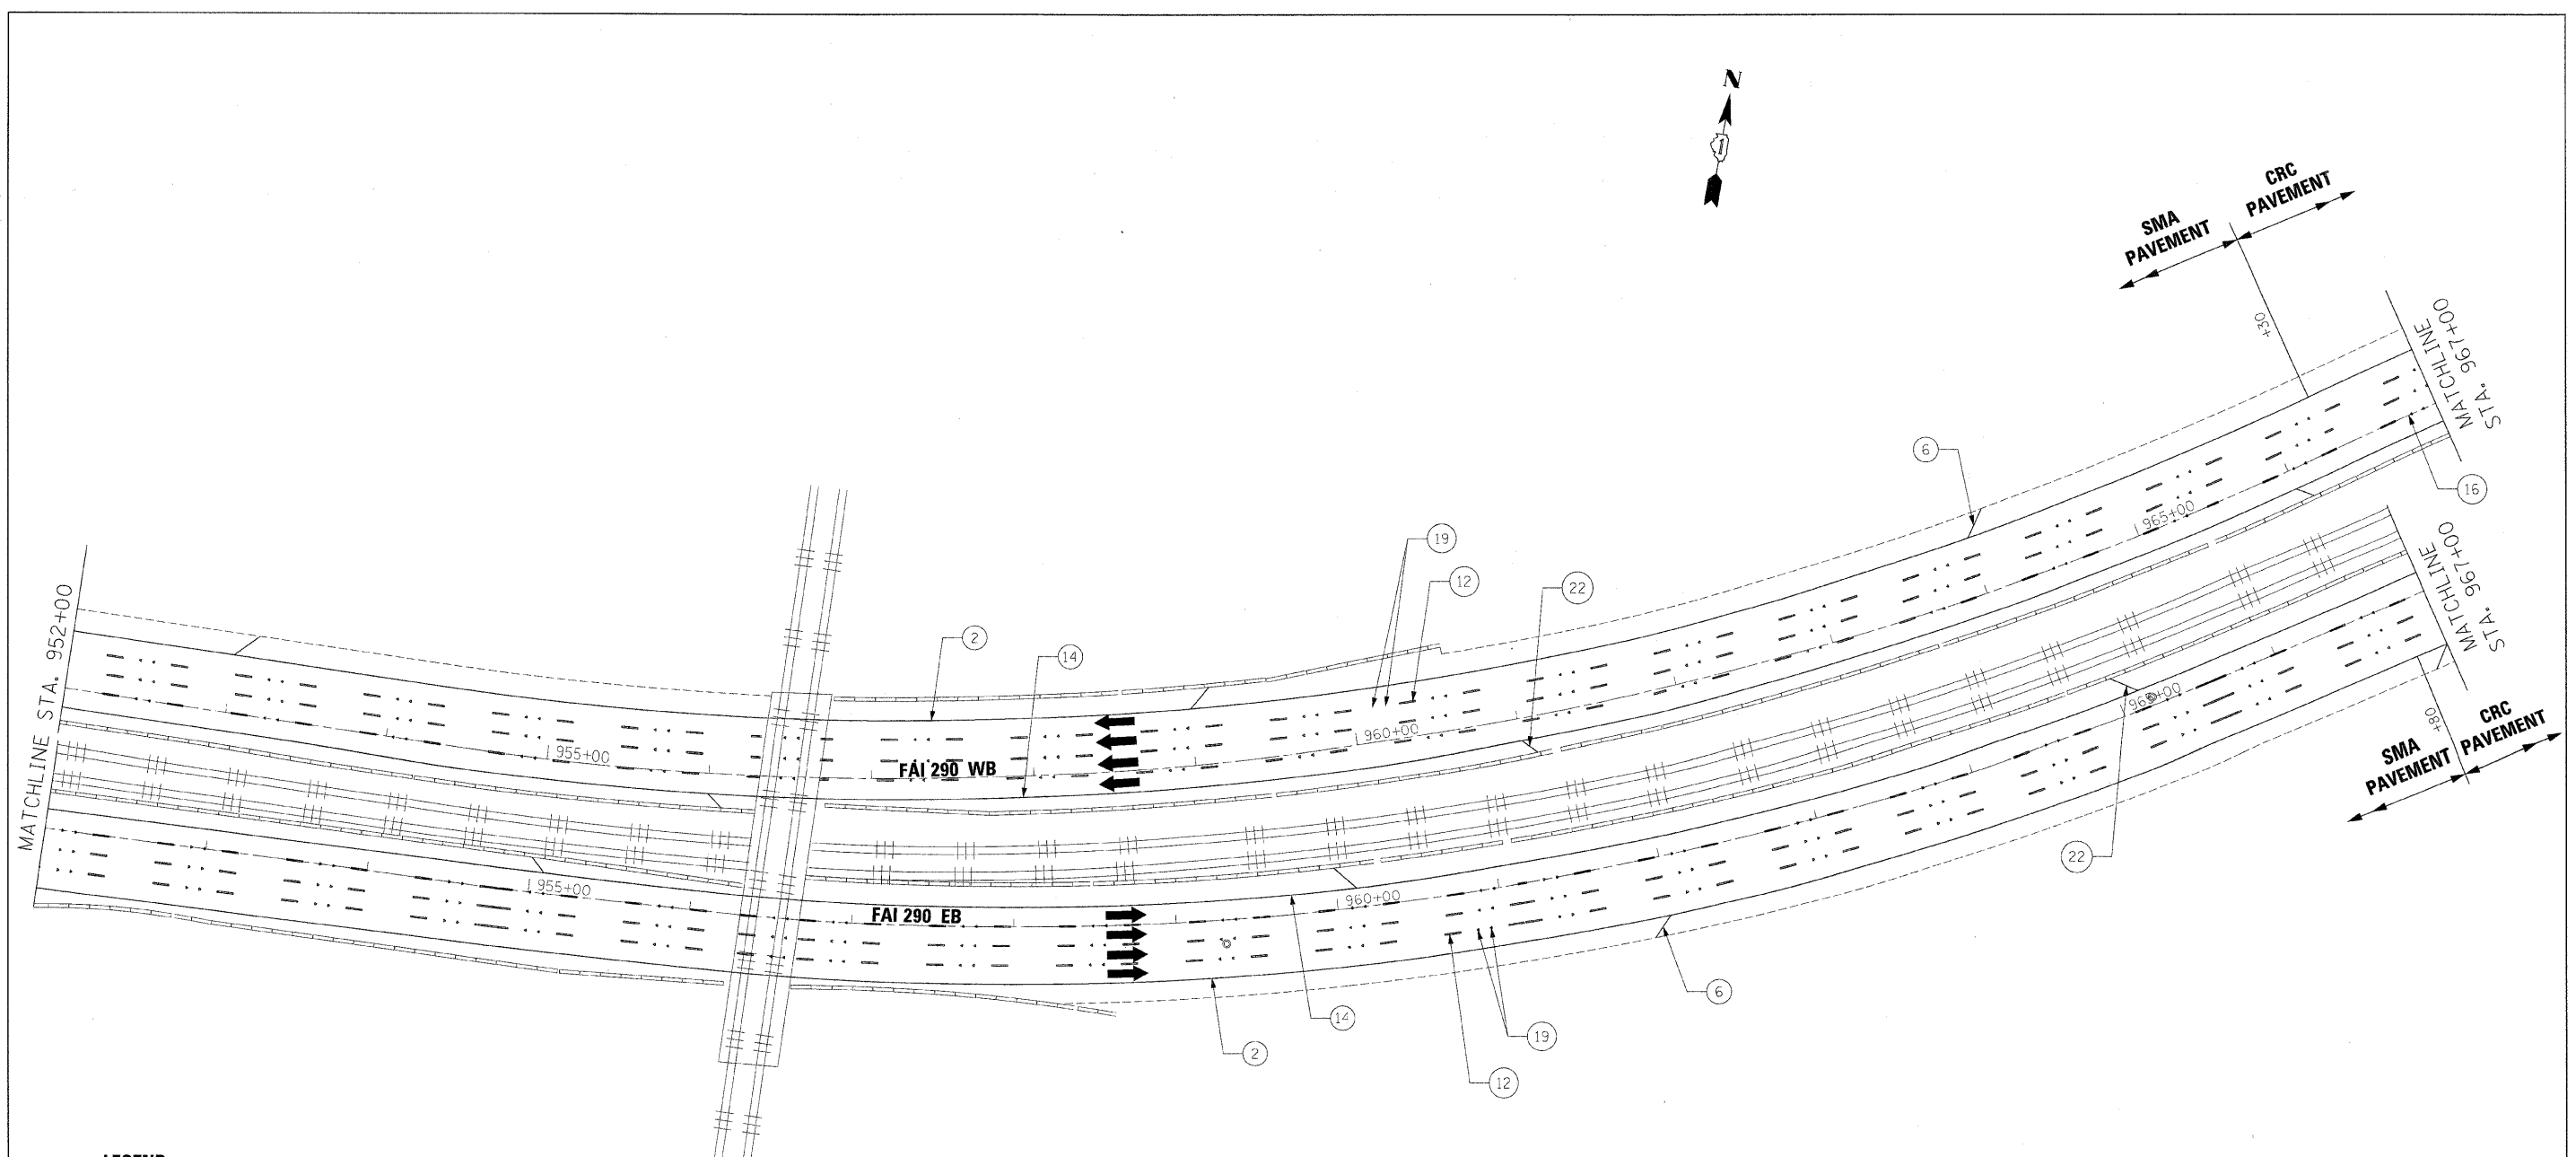 N
CRC
PAVEMENT
SMA
PAVEMENT
+30
MATCHLINE
STA. 967+00
6
16
965+00
19
12
22
MATCHLINE STA. 952+00
2
14
960+00
955+00
FAI 290 WB
MATCHLINE
STA. 967+00
965+00
+80
CRC
PAVEMENT
SMA
PAVEMENT
22
955+00
960+00
FAI 290 EB
6
14
19
2
12